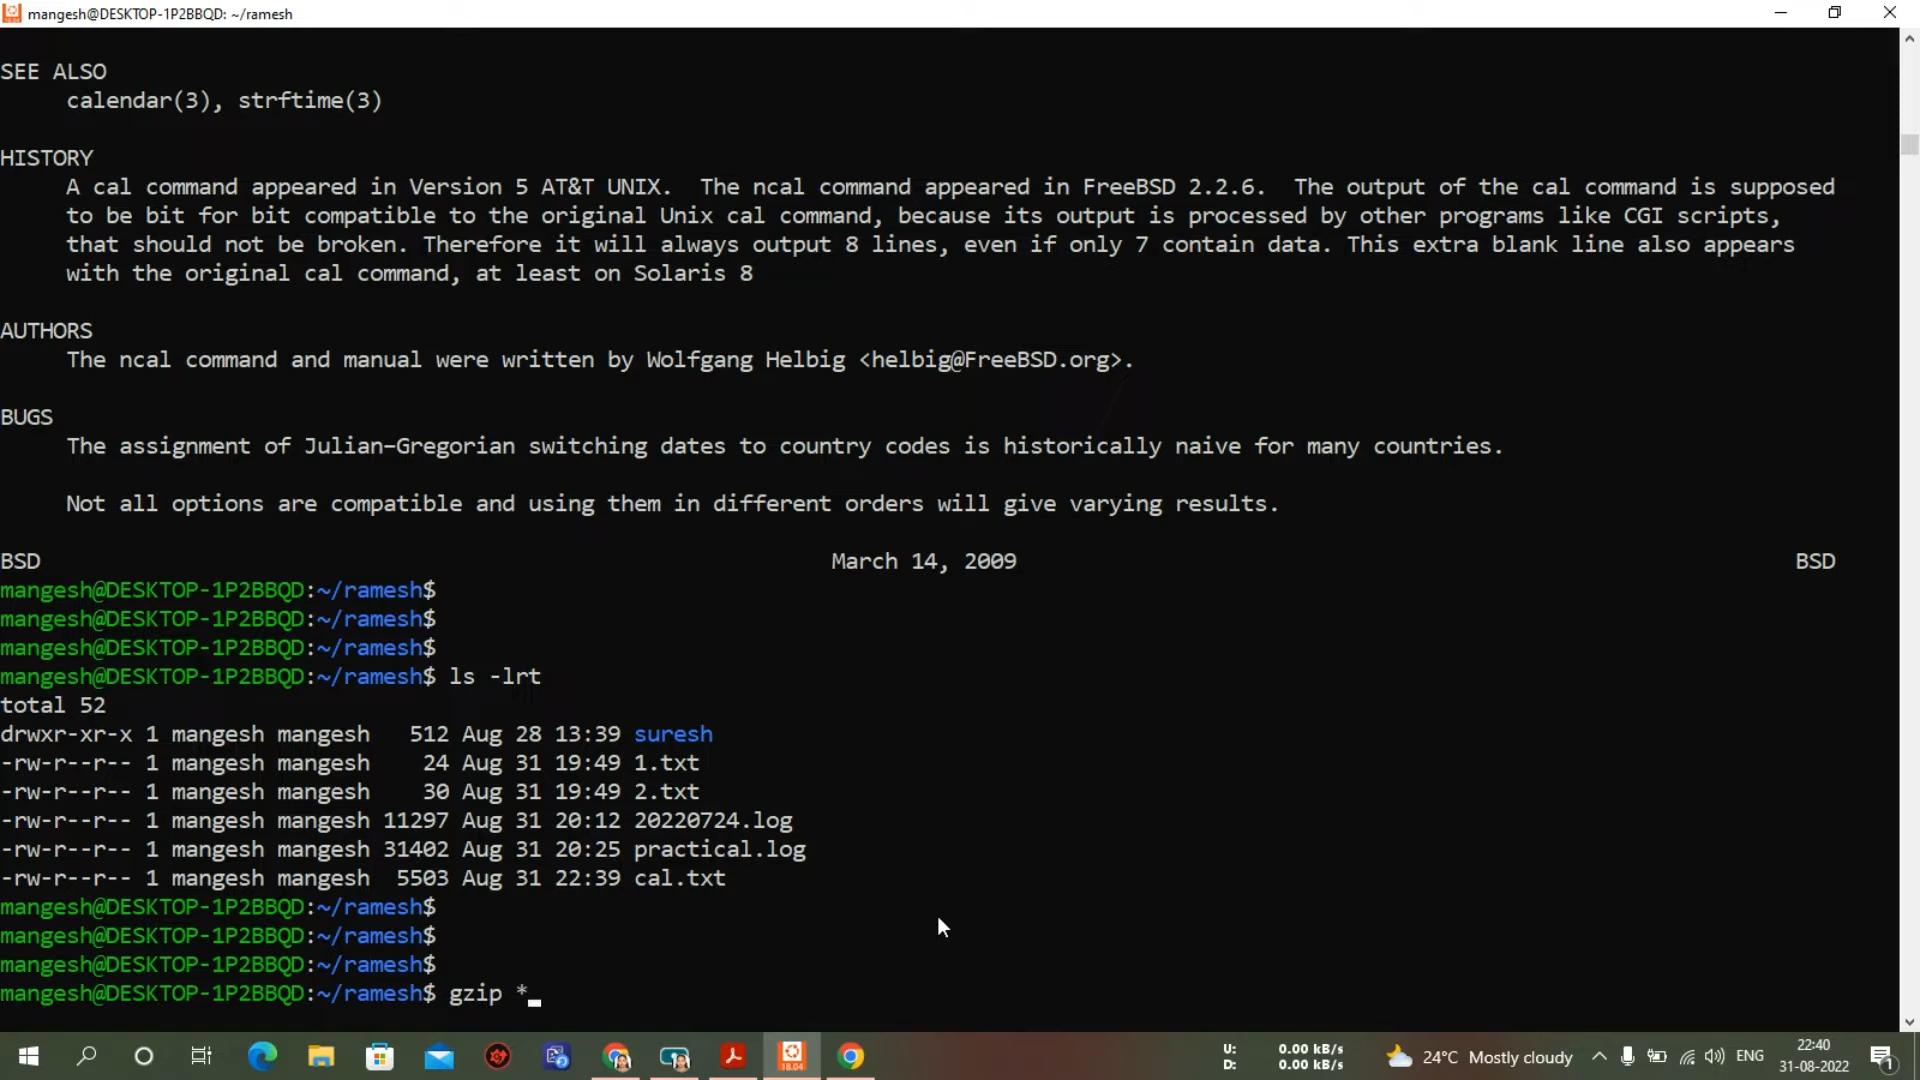 mangesh@DESKTOP-1P2BBQD: ~/ramesh
SEE ALSO
calendar(3), strftime(3)
HISTORY
A cal command appeared in Version 5 AT&T UNIX.  The ncal command appeared in FreeBSD 2.2.6.  The output of the cal command is supposed
to be bit for bit compatible to the original Unix cal command, because its output is processed by other programs like CGI scripts,
that should not be broken. Therefore it will always output 8 lines, even if only 7 contain data. This extra blank line also appears
with the original cal command, at least on Solaris 8
AUTHORS
The ncal command and manual were written by Wolfgang Helbig <helbig@FreeBSD.org>.
BUGS
The assignment of Julian–Gregorian switching dates to country codes is historically naive for many countries.
Not all options are compatible and using them in different orders will give varying results.
BSD March 14, 2009 BSD
mangesh@DESKTOP-1P2BBQD:~/ramesh$
mangesh@DESKTOP-1P2BBQD:~/ramesh$
mangesh@DESKTOP-1P2BBQD:~/ramesh$
mangesh@DESKTOP-1P2BBQD:~/ramesh$ ls -lrt
total 52
drwxr-xr-x 1 mangesh mangesh   512 Aug 28 13:39 suresh
-rw-r--r-- 1 mangesh mangesh    24 Aug 31 19:49 1.txt
-rw-r--r-- 1 mangesh mangesh    30 Aug 31 19:49 2.txt
-rw-r--r-- 1 mangesh mangesh 11297 Aug 31 20:12 20220724.log
-rw-r--r-- 1 mangesh mangesh 31402 Aug 31 20:25 practical.log
-rw-r--r-- 1 mangesh mangesh  5503 Aug 31 22:39 cal.txt
mangesh@DESKTOP-1P2BBQD:~/ramesh$
mangesh@DESKTOP-1P2BBQD:~/ramesh$
mangesh@DESKTOP-1P2BBQD:~/ramesh$
mangesh@DESKTOP-1P2BBQD:~/ramesh$ gzip *_
18.04
U: 0.00 kB/s
D: 0.00 kB/s
24°C Mostly cloudy
ENG
22:40
31-08-2022
1